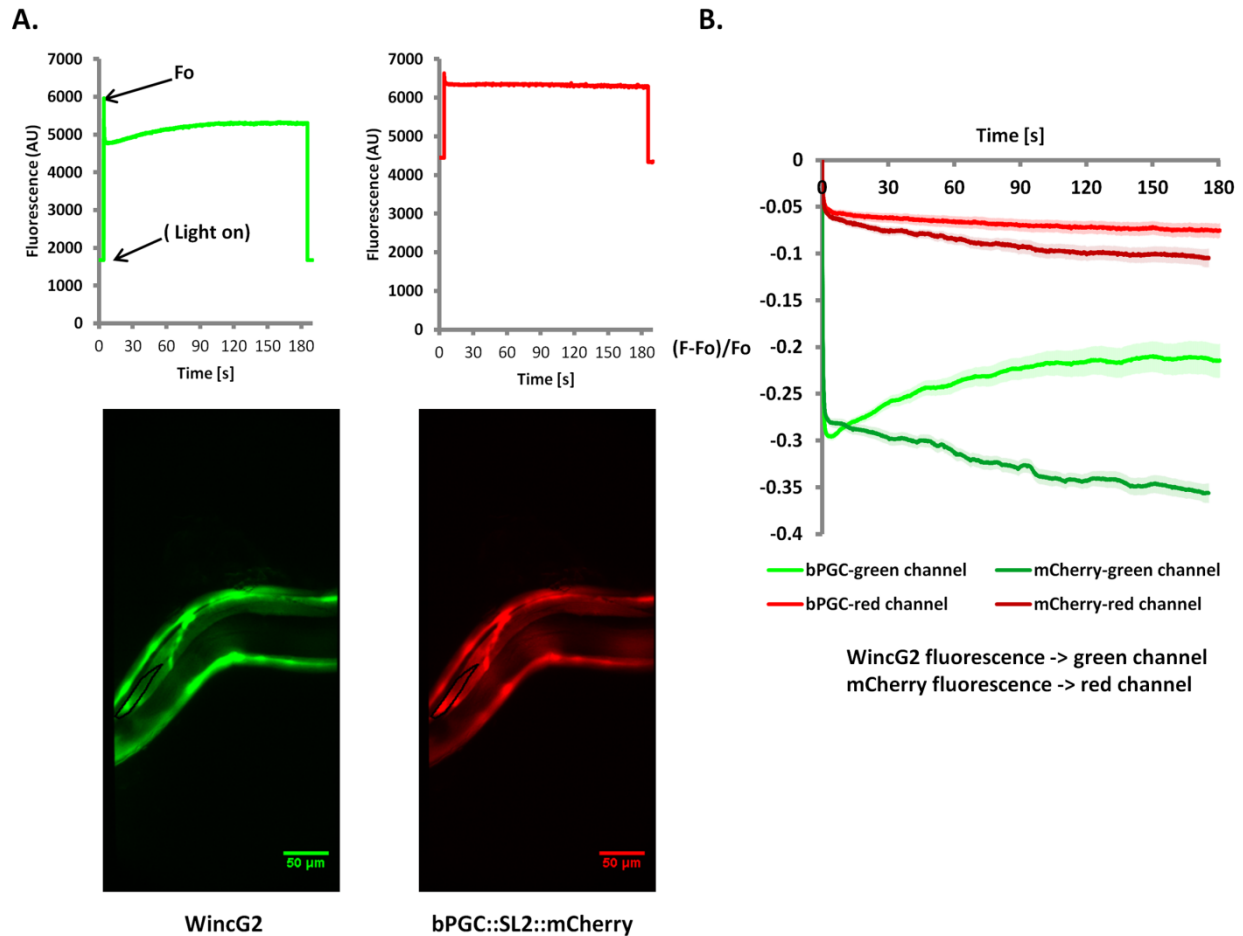 A.
B.
7000
6000
5000
4000
3000
2000
1000
0
Fluorescence (AU)
Fo
( Light on)
0 30 60 90 120 150 180
Time [s]
7000
6000
5000
4000
3000
2000
1000
0
Fluorescence (AU)
0 30 60 90 120 150 180
Time [s]
Time [s]
0 30 60 90 120 150 180
0
-0.05
-0.1
-0.15
-0.2
-0.25
-0.3
-0.35
-0.4
(F-Fo)/Fo
bPGC-green channel
mCherry-green channel
bPGC-red channel
mCherry-red channel
WincG2 fluorescence -> green channel
mCherry fluorescence -> red channel
50 µm
50 µm
WincG2
bPGC::SL2::mCherry